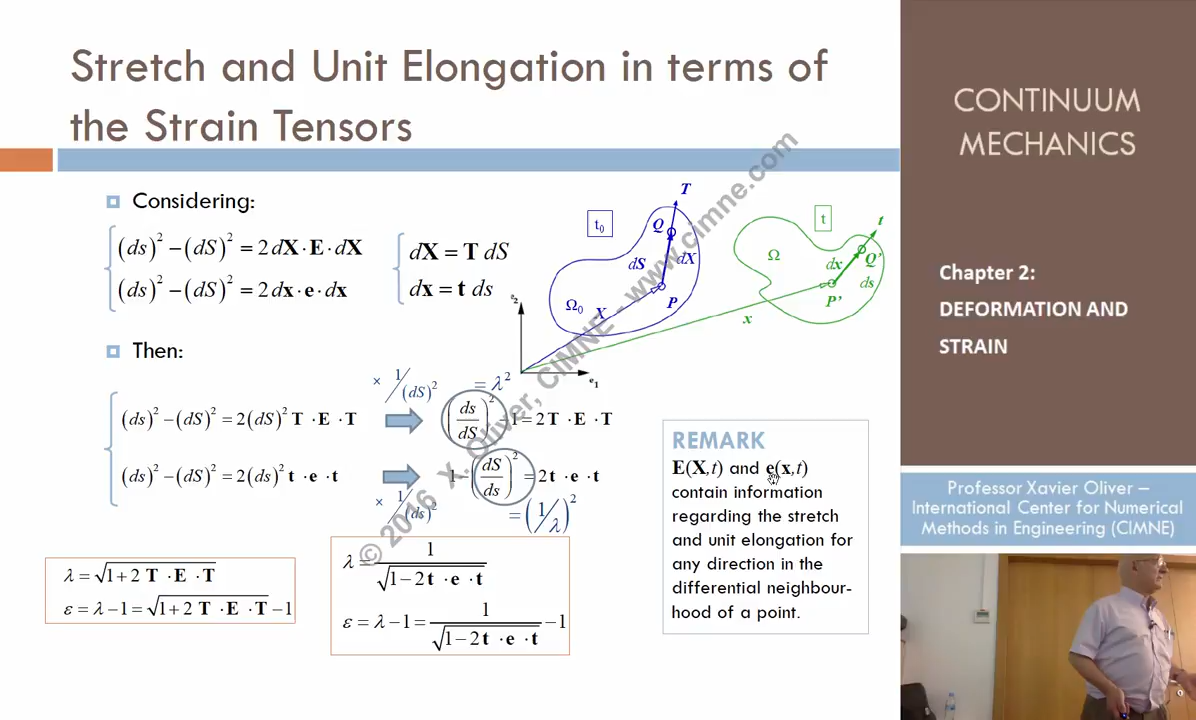 Stretch and Unit Elongation in terms of
the Strain Tensors
Considering:
(ds)² − (dS)² = 2 dX · E · dX
(ds)² − (dS)² = 2 dx · e · dx
dX = T dS
dx = t ds
t₀
T
Q
dS
dX
P
Ω₀
X
e₂
e₁
x
t
t
Ω
dx
Q'
ds
P'
Then:
(ds)² − (dS)² = 2(dS)² T · E · T
× 1/(dS)²
(ds/dS)² − 1 = 2T · E · T
= λ²
(ds)² − (dS)² = 2(ds)² t · e · t
× 1/(ds)²
1 − (dS/ds)² = 2t · e · t
= (1/λ)²
λ = √(1 + 2 T · E · T)
ε = λ − 1 = √(1 + 2 T · E · T) − 1
λ = 1/√(1 − 2t · e · t)
ε = λ − 1 = 1/√(1 − 2t · e · t) − 1
REMARK
E(X,t) and e(x,t)
contain information
regarding the stretch
and unit elongation for
any direction in the
differential neighbour-
hood of a point.
© 2016 X. Oliver, CIMNE - www.cimne.com
CONTINUUM
MECHANICS
Chapter 2:
DEFORMATION AND
STRAIN
Professor Xavier Oliver –
International Center for Numerical
Methods in Engineering (CIMNE)